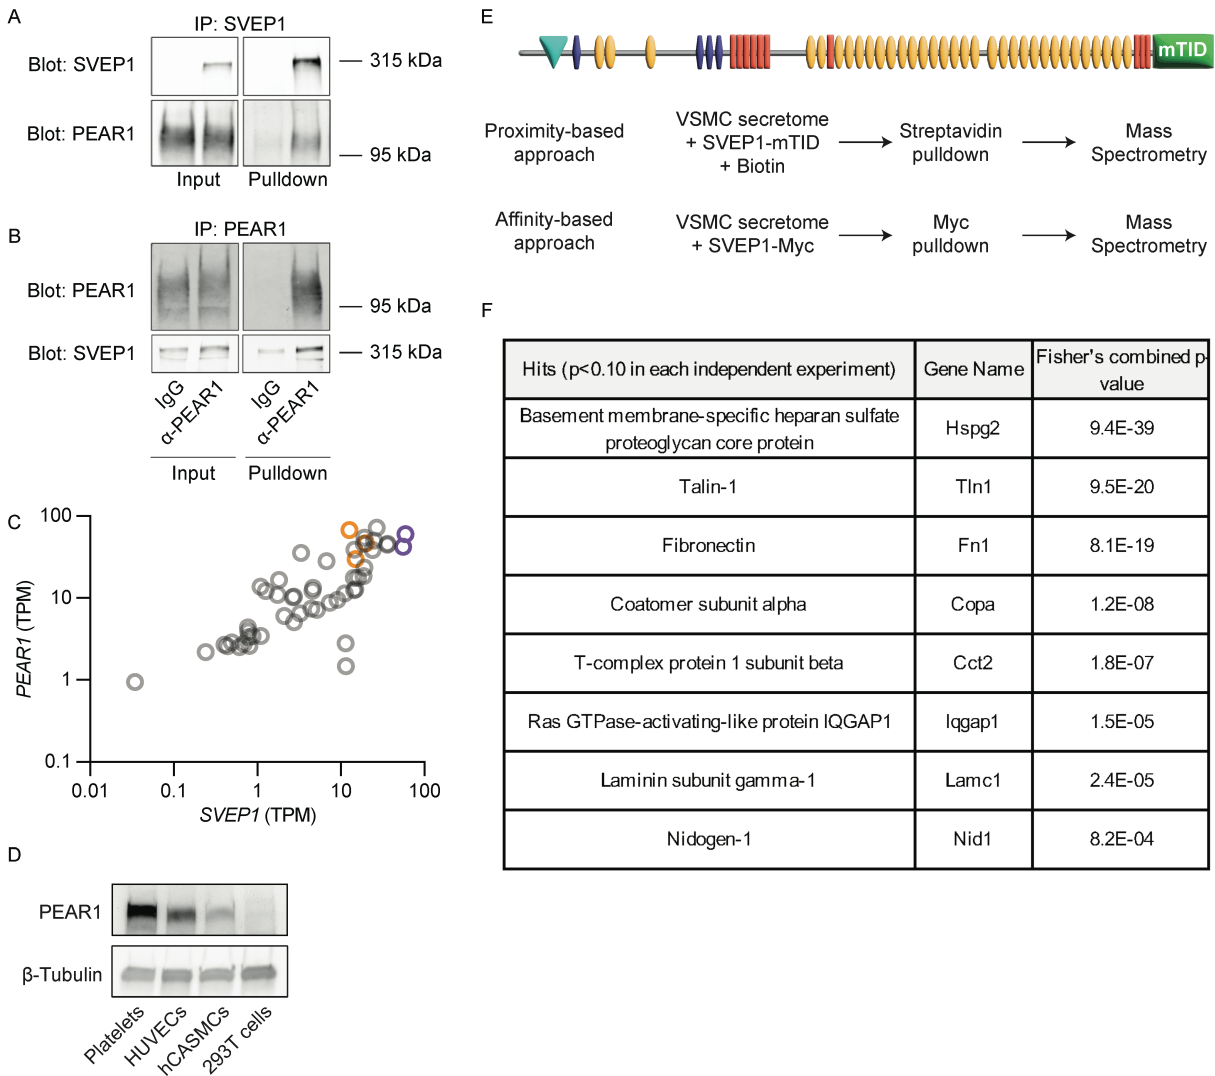 A
IP: SVEP1
Blot: SVEP1
315 kDa
Blot: PEAR1
95 kDa
Input
Pulldown
B
IP: PEAR1
Blot: PEAR1
95 kDa
Blot: SVEP1
315 kDa
IgG
α-PEAR1
IgG
α-PEAR1
Input
Pulldown
C
100
10
1
0.1
PEAR1 (TPM)
0.01
0.1
1
10
100
SVEP1 (TPM)
D
PEAR1
β-Tubulin
Platelets
HUVECs
hCASMCs
293T cells
E
mTID
Proximity-based
approach
VSMC secretome
+ SVEP1-mTID
+ Biotin
Streptavidin
pulldown
Mass
Spectrometry
Affinity-based
approach
VSMC secretome
+ SVEP1-Myc
Myc
pulldown
Mass
Spectrometry
F
Hits (p<0.10 in each independent experiment)
Gene Name
Fisher's combined p-
value
Basement membrane-specific heparan sulfate
proteoglycan core protein
Hspg2
9.4E-39
Talin-1
Tln1
9.5E-20
Fibronectin
Fn1
8.1E-19
Coatomer subunit alpha
Copa
1.2E-08
T-complex protein 1 subunit beta
Cct2
1.8E-07
Ras GTPase-activating-like protein IQGAP1
Iqgap1
1.5E-05
Laminin subunit gamma-1
Lamc1
2.4E-05
Nidogen-1
Nid1
8.2E-04